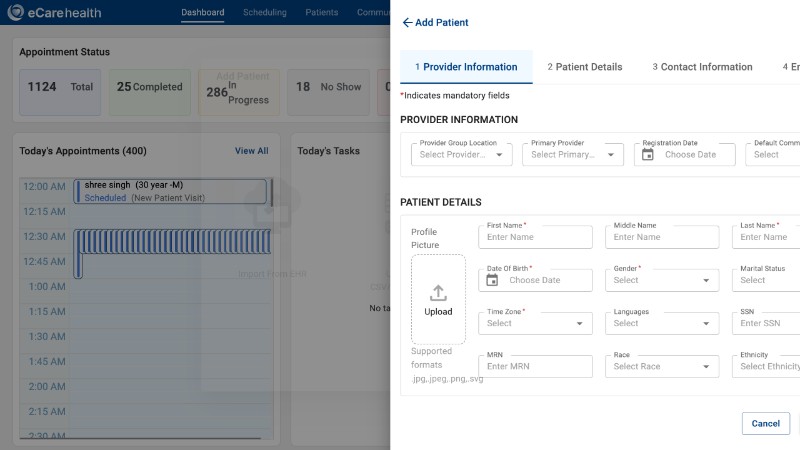 eCarehealth
Dashboard Scheduling Patients Commu
Appointment Status
1124 Total
25 Completed
286 In Progress
18 No Show
Add Patient
Today's Appointments (400) View All
Today's Tasks
12:00 AM
shree singh (30 year -M)
Scheduled (New Patient Visit)
12:15 AM
12:30 AM
12:45 AM
1:00 AM
1:15 AM
1:30 AM
1:45 AM
2:00 AM
2:15 AM
2:30 AM
Import From EHR
No ta
Add Patient
1 Provider Information 2 Patient Details 3 Contact Information 4 En
*Indicates mandatory fields
PROVIDER INFORMATION
Provider Group Location Primary Provider Registration Date Default Comm
Select Provider... Select Primary... Choose Date Select
PATIENT DETAILS
Profile Picture
Upload
Supported formats
.jpg,.jpeg,.png,.svg
First Name* Middle Name Last Name*
Enter Name Enter Name Enter Name
Date Of Birth* Gender* Marital Status
Choose Date Select Select
Time Zone* Languages SSN
Select Select Enter SSN
MRN Race Ethnicity
Enter MRN Select Race Select Ethnicity
Cancel